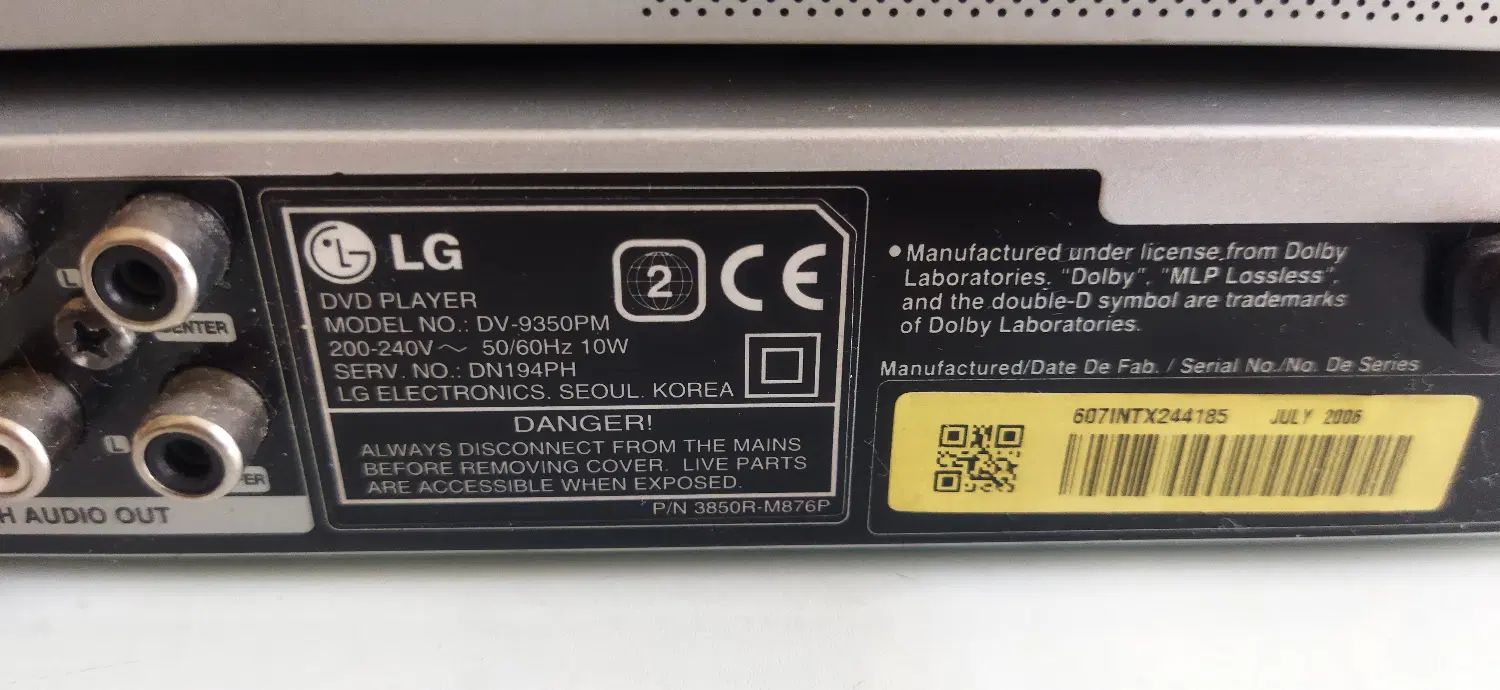 L
CENTER
L
H AUDIO OUT
LG
2
CE
DVD PLAYER
MODEL NO.: DV-9350PM
200-240V～ 50/60Hz 10W
SERV. NO.: DN194PH
LG ELECTRONICS. SEOUL. KOREA
DANGER!
ALWAYS DISCONNECT FROM THE MAINS
BEFORE REMOVING COVER. LIVE PARTS
ARE ACCESSIBLE WHEN EXPOSED.
P/N 3850R-M876P
• Manufactured under license from Dolby
Laboratories. "Dolby", "MLP Lossless",
and the double-D symbol are trademarks
of Dolby Laboratories.
Manufactured/Date De Fab. / Serial No./No. De Series
607INTX244185 JULY 2006